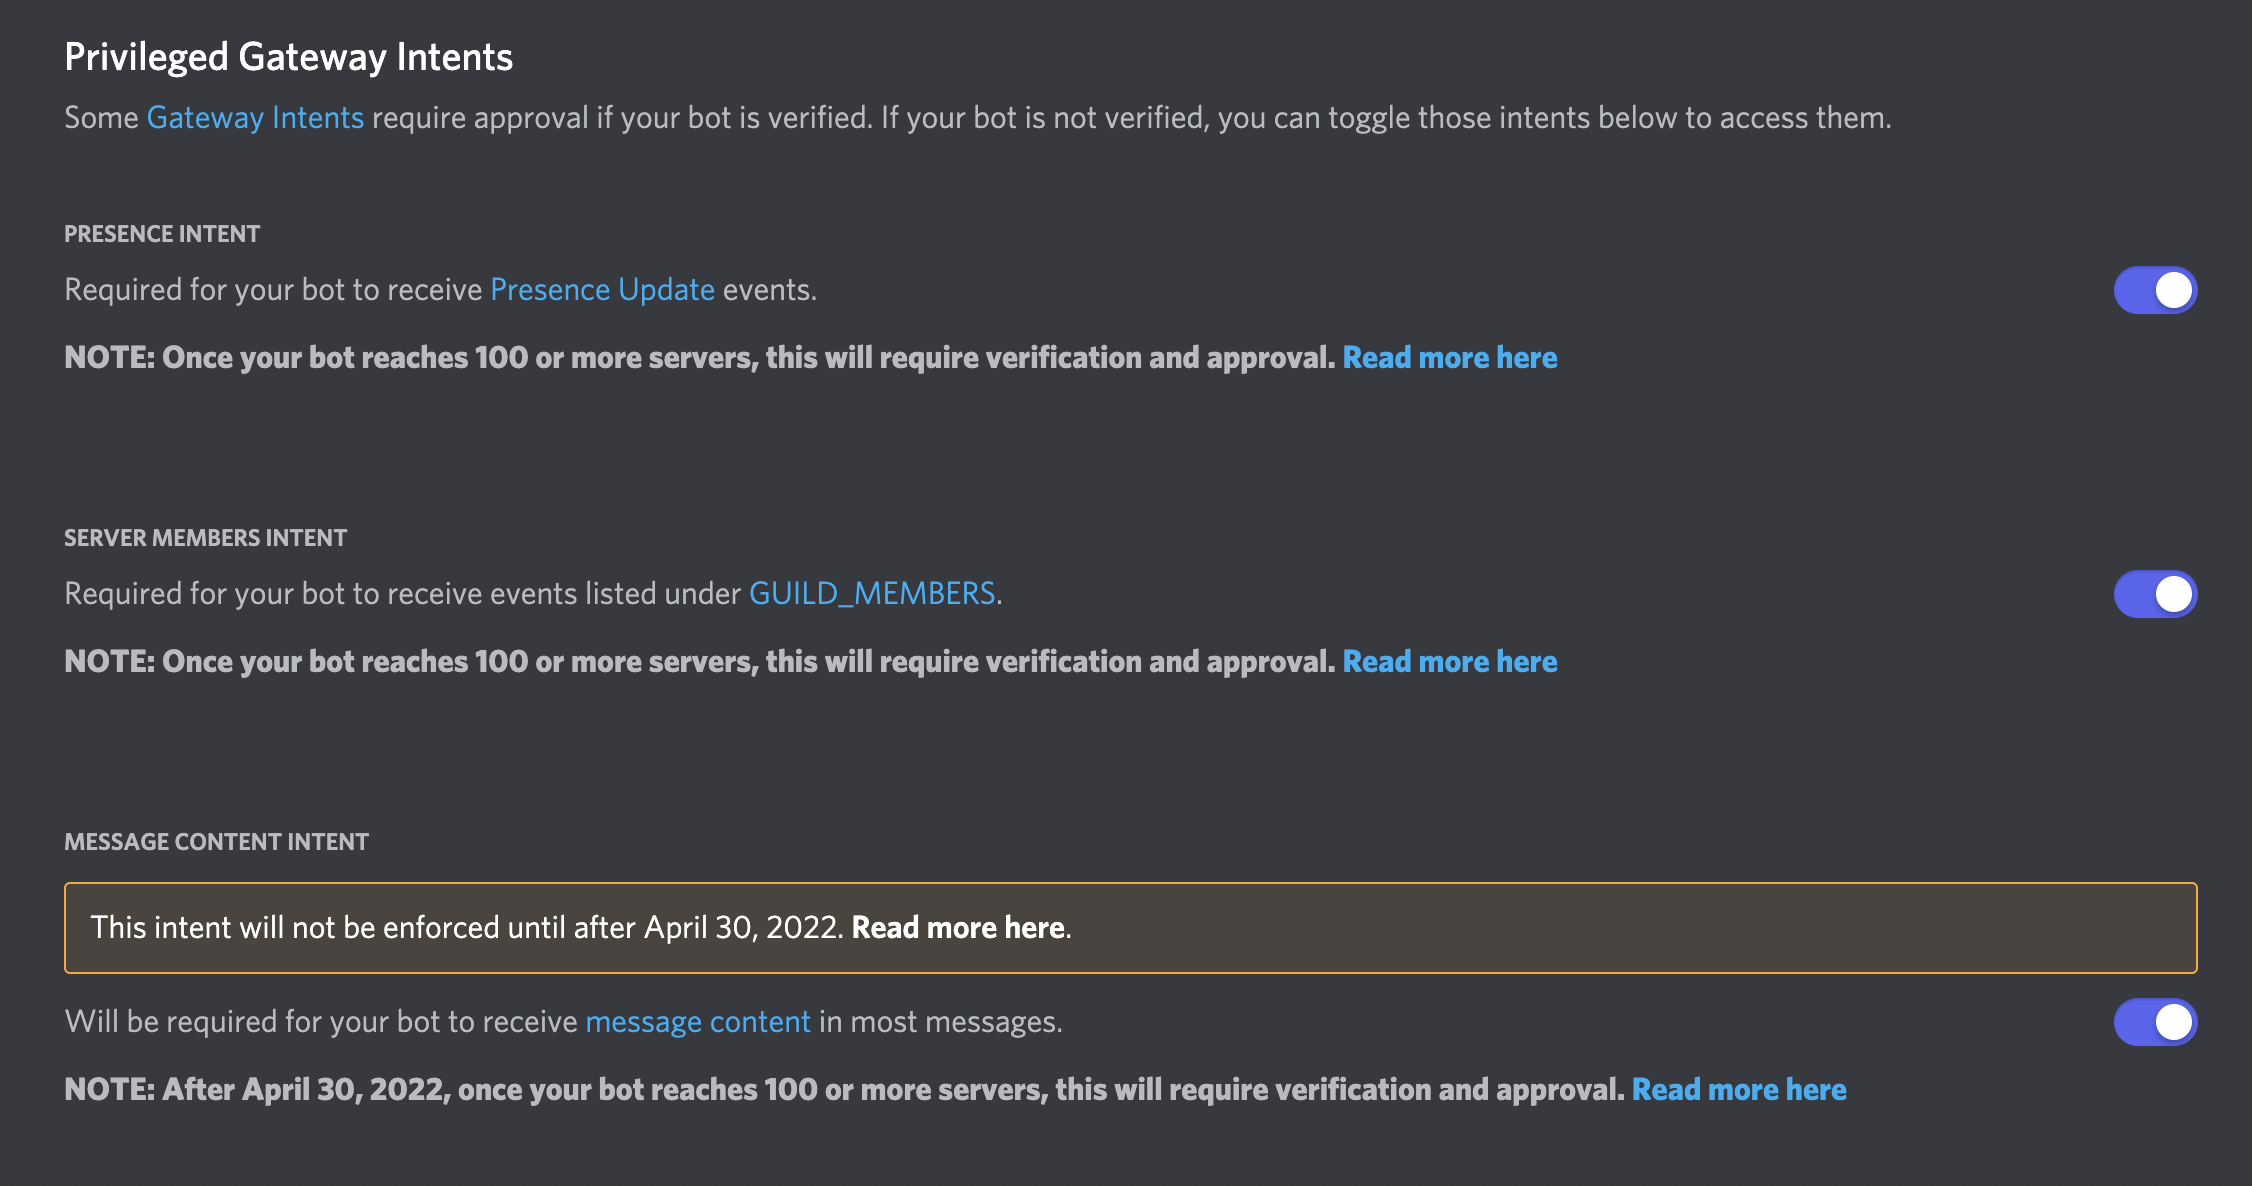 Privileged Gateway Intents
Some Gateway Intents require approval if your bot is verified. If your bot is not verified, you can toggle those intents below to access them.
PRESENCE INTENT
Required for your bot to receive Presence Update events.
NOTE: Once your bot reaches 100 or more servers, this will require verification and approval. Read more here
SERVER MEMBERS INTENT
Required for your bot to receive events listed under GUILD_MEMBERS.
NOTE: Once your bot reaches 100 or more servers, this will require verification and approval. Read more here
MESSAGE CONTENT INTENT
This intent will not be enforced until after April 30, 2022. Read more here.
Will be required for your bot to receive message content in most messages.
NOTE: After April 30, 2022, once your bot reaches 100 or more servers, this will require verification and approval. Read more here